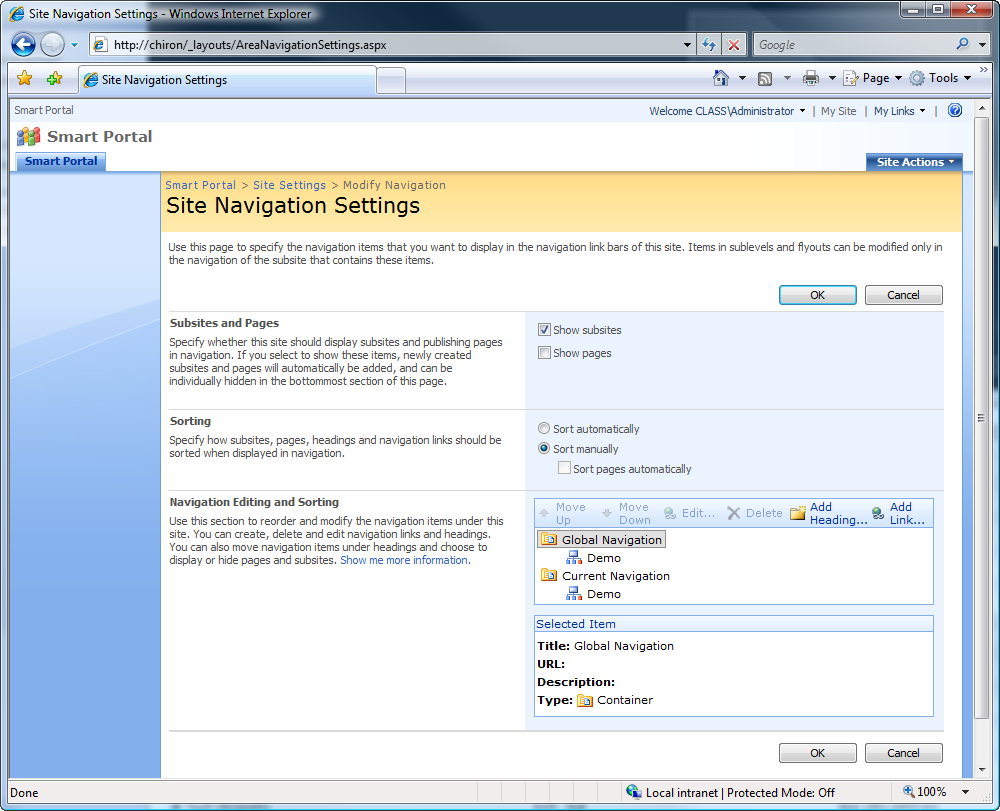 Site Navigation Settings - Windows Internet Explorer
http://chiron/_layouts/AreaNavigationSettings.aspx
Google
Site Navigation Settings
Page
Tools
Smart Portal
Welcome CLASS\Administrator
My Site
My Links
Smart Portal
Smart Portal
Site Actions
Smart Portal > Site Settings > Modify Navigation
Site Navigation Settings
Use this page to specify the navigation items that you want to display in the navigation link bars of this site. Items in sublevels and flyouts can be modified only in
the navigation of the subsite that contains these items.
OK
Cancel
Subsites and Pages
Specify whether this site should display subsites and publishing pages
in navigation. If you select to show these items, newly created
subsites and pages will automatically be added, and can be
individually hidden in the bottommost section of this page.
Show subsites
Show pages
Sorting
Specify how subsites, pages, headings and navigation links should be
sorted when displayed in navigation.
Sort automatically
Sort manually
Sort pages automatically
Navigation Editing and Sorting
Use this section to reorder and modify the navigation items under this
site. You can create, delete and edit navigation links and headings.
You can also move navigation items under headings and choose to
display or hide pages and subsites. Show me more information.
Move
Up
Move
Down
Edit...
Delete
Add
Heading...
Add
Link...
Global Navigation
Demo
Current Navigation
Demo
Selected Item
Title: Global Navigation
URL:
Description:
Type: Container
OK
Cancel
Done
Local intranet | Protected Mode: Off
100%